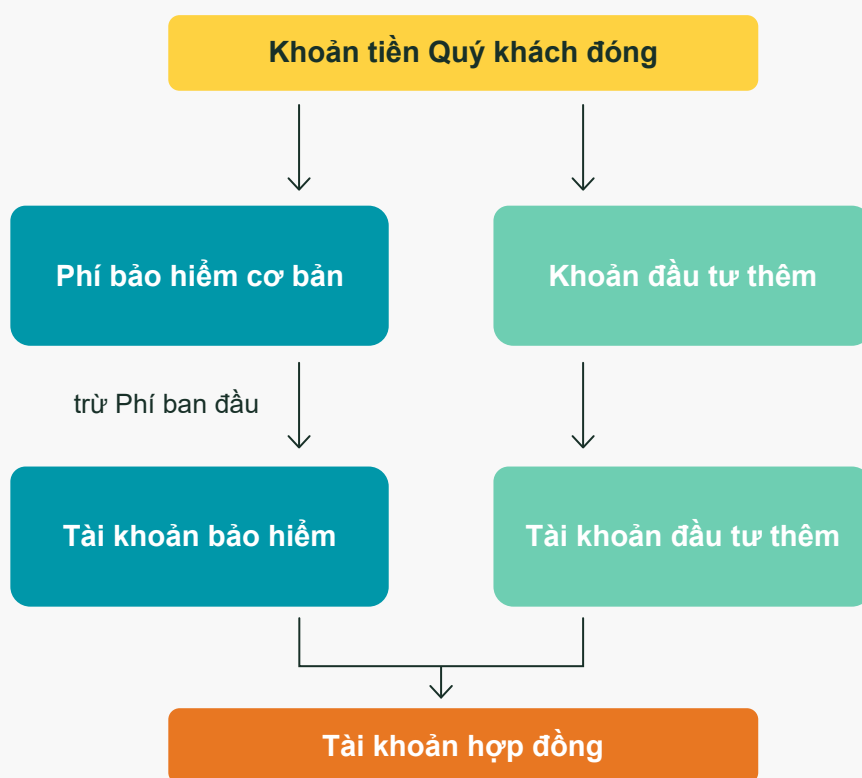 Khoản tiền Quý khách đóng
Phí bảo hiểm cơ bản
Khoản đầu tư thêm
trừ Phí ban đầu
Tài khoản bảo hiểm
Tài khoản đầu tư thêm
Tài khoản hợp đồng